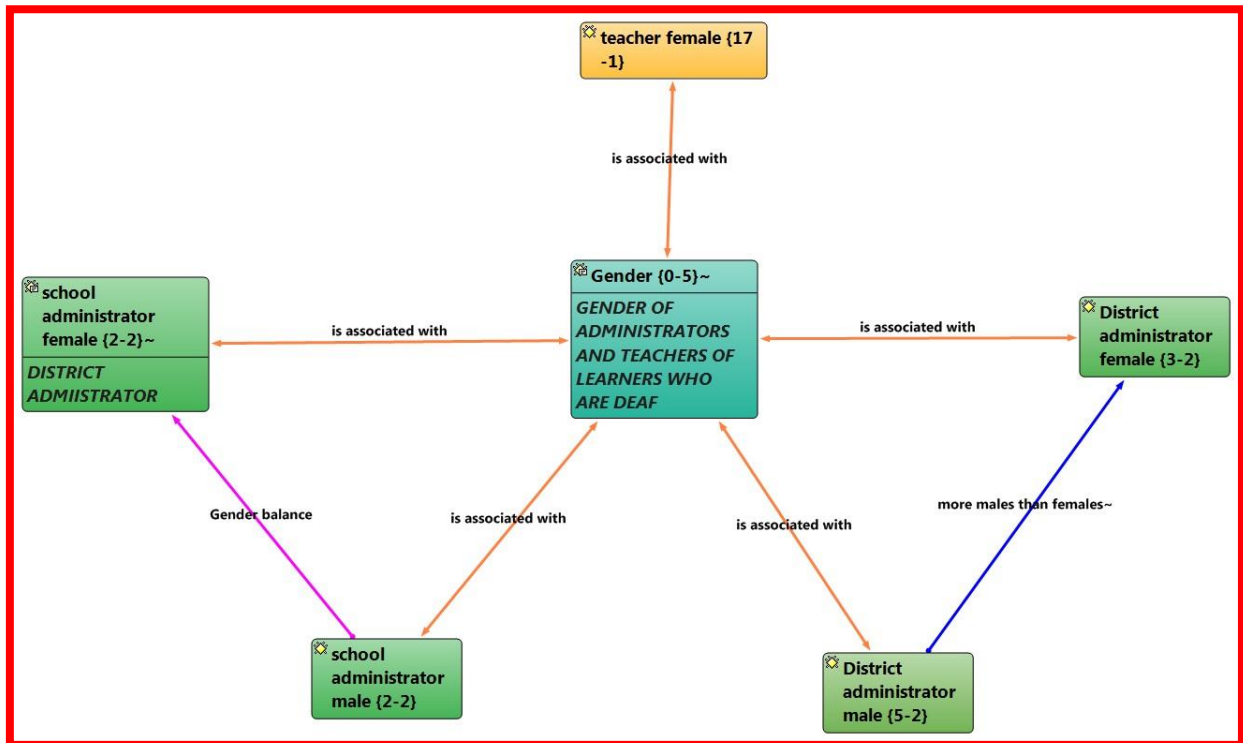 teacher female {17
-1}
is associated with
school
administrator
female {2-2}~
DISTRICT
ADMIISTRATOR
is associated with
Gender {0-5}~
GENDER OF
ADMINISTRATORS
AND TEACHERS OF
LEARNERS WHO
ARE DEAF
is associated with
District
administrator
female {3-2}
Gender balance
is associated with
is associated with
more males than females~
school
administrator
male {2-2}
District
administrator
male {5-2}